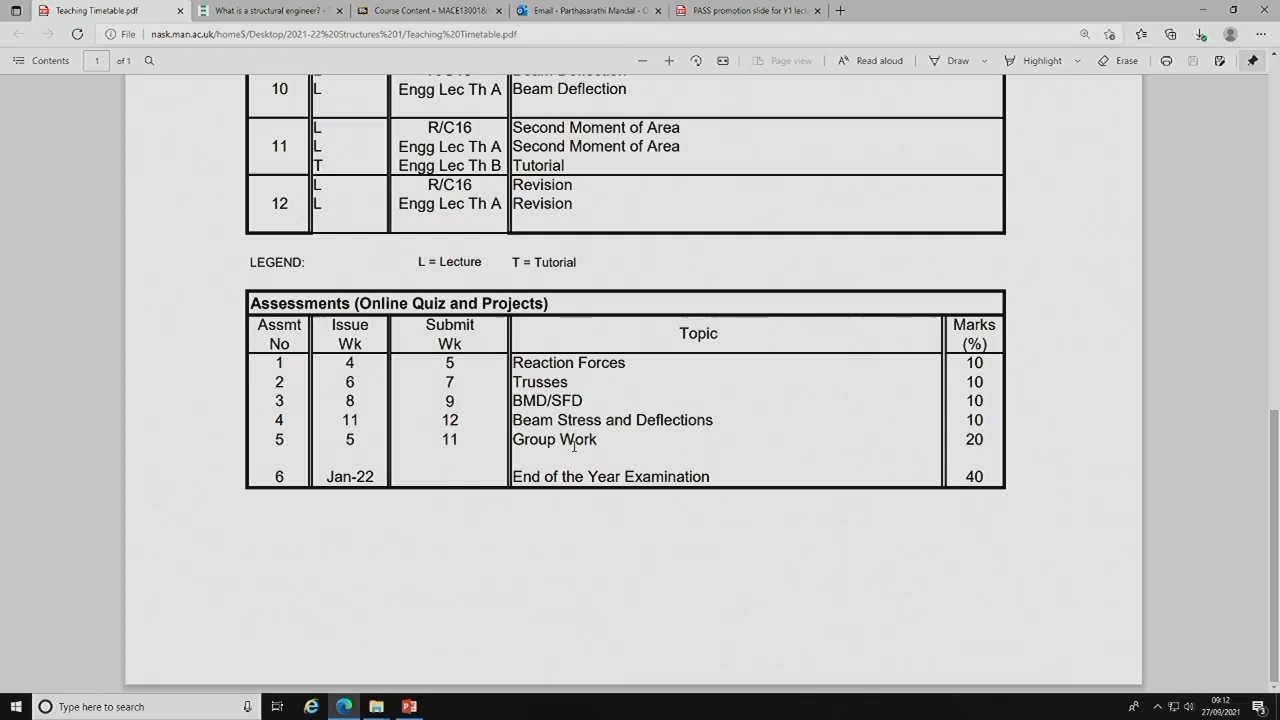 Teaching Timetable.pdf
What is a structural engineer? - T
Course Content – MACE13001&
Email - Parthasarathi Mandal - O
PASS promotion slide for Y1 lect
File
nask.man.ac.uk/home$/Desktop/2021-22%20Structures%201/Teaching%20Timetable.pdf
Contents
1
of 1
Page view
Read aloud
Draw
Highlight
Erase
10 L Engg Lec Th A Beam Deflection
L R/C16 Second Moment of Area
11 L Engg Lec Th A Second Moment of Area
T Engg Lec Th B Tutorial
L R/C16 Revision
12 L Engg Lec Th A Revision
LEGEND: L = Lecture T = Tutorial
Assessments (Online Quiz and Projects)
Assmt No Issue Wk Submit Wk Topic Marks (%)
1 4 5 Reaction Forces 10
2 6 7 Trusses 10
3 8 9 BMD/SFD 10
4 11 12 Beam Stress and Deflections 10
5 5 11 Group Work 20
6 Jan-22 End of the Year Examination 40
Type here to search
09:12
27/09/2021